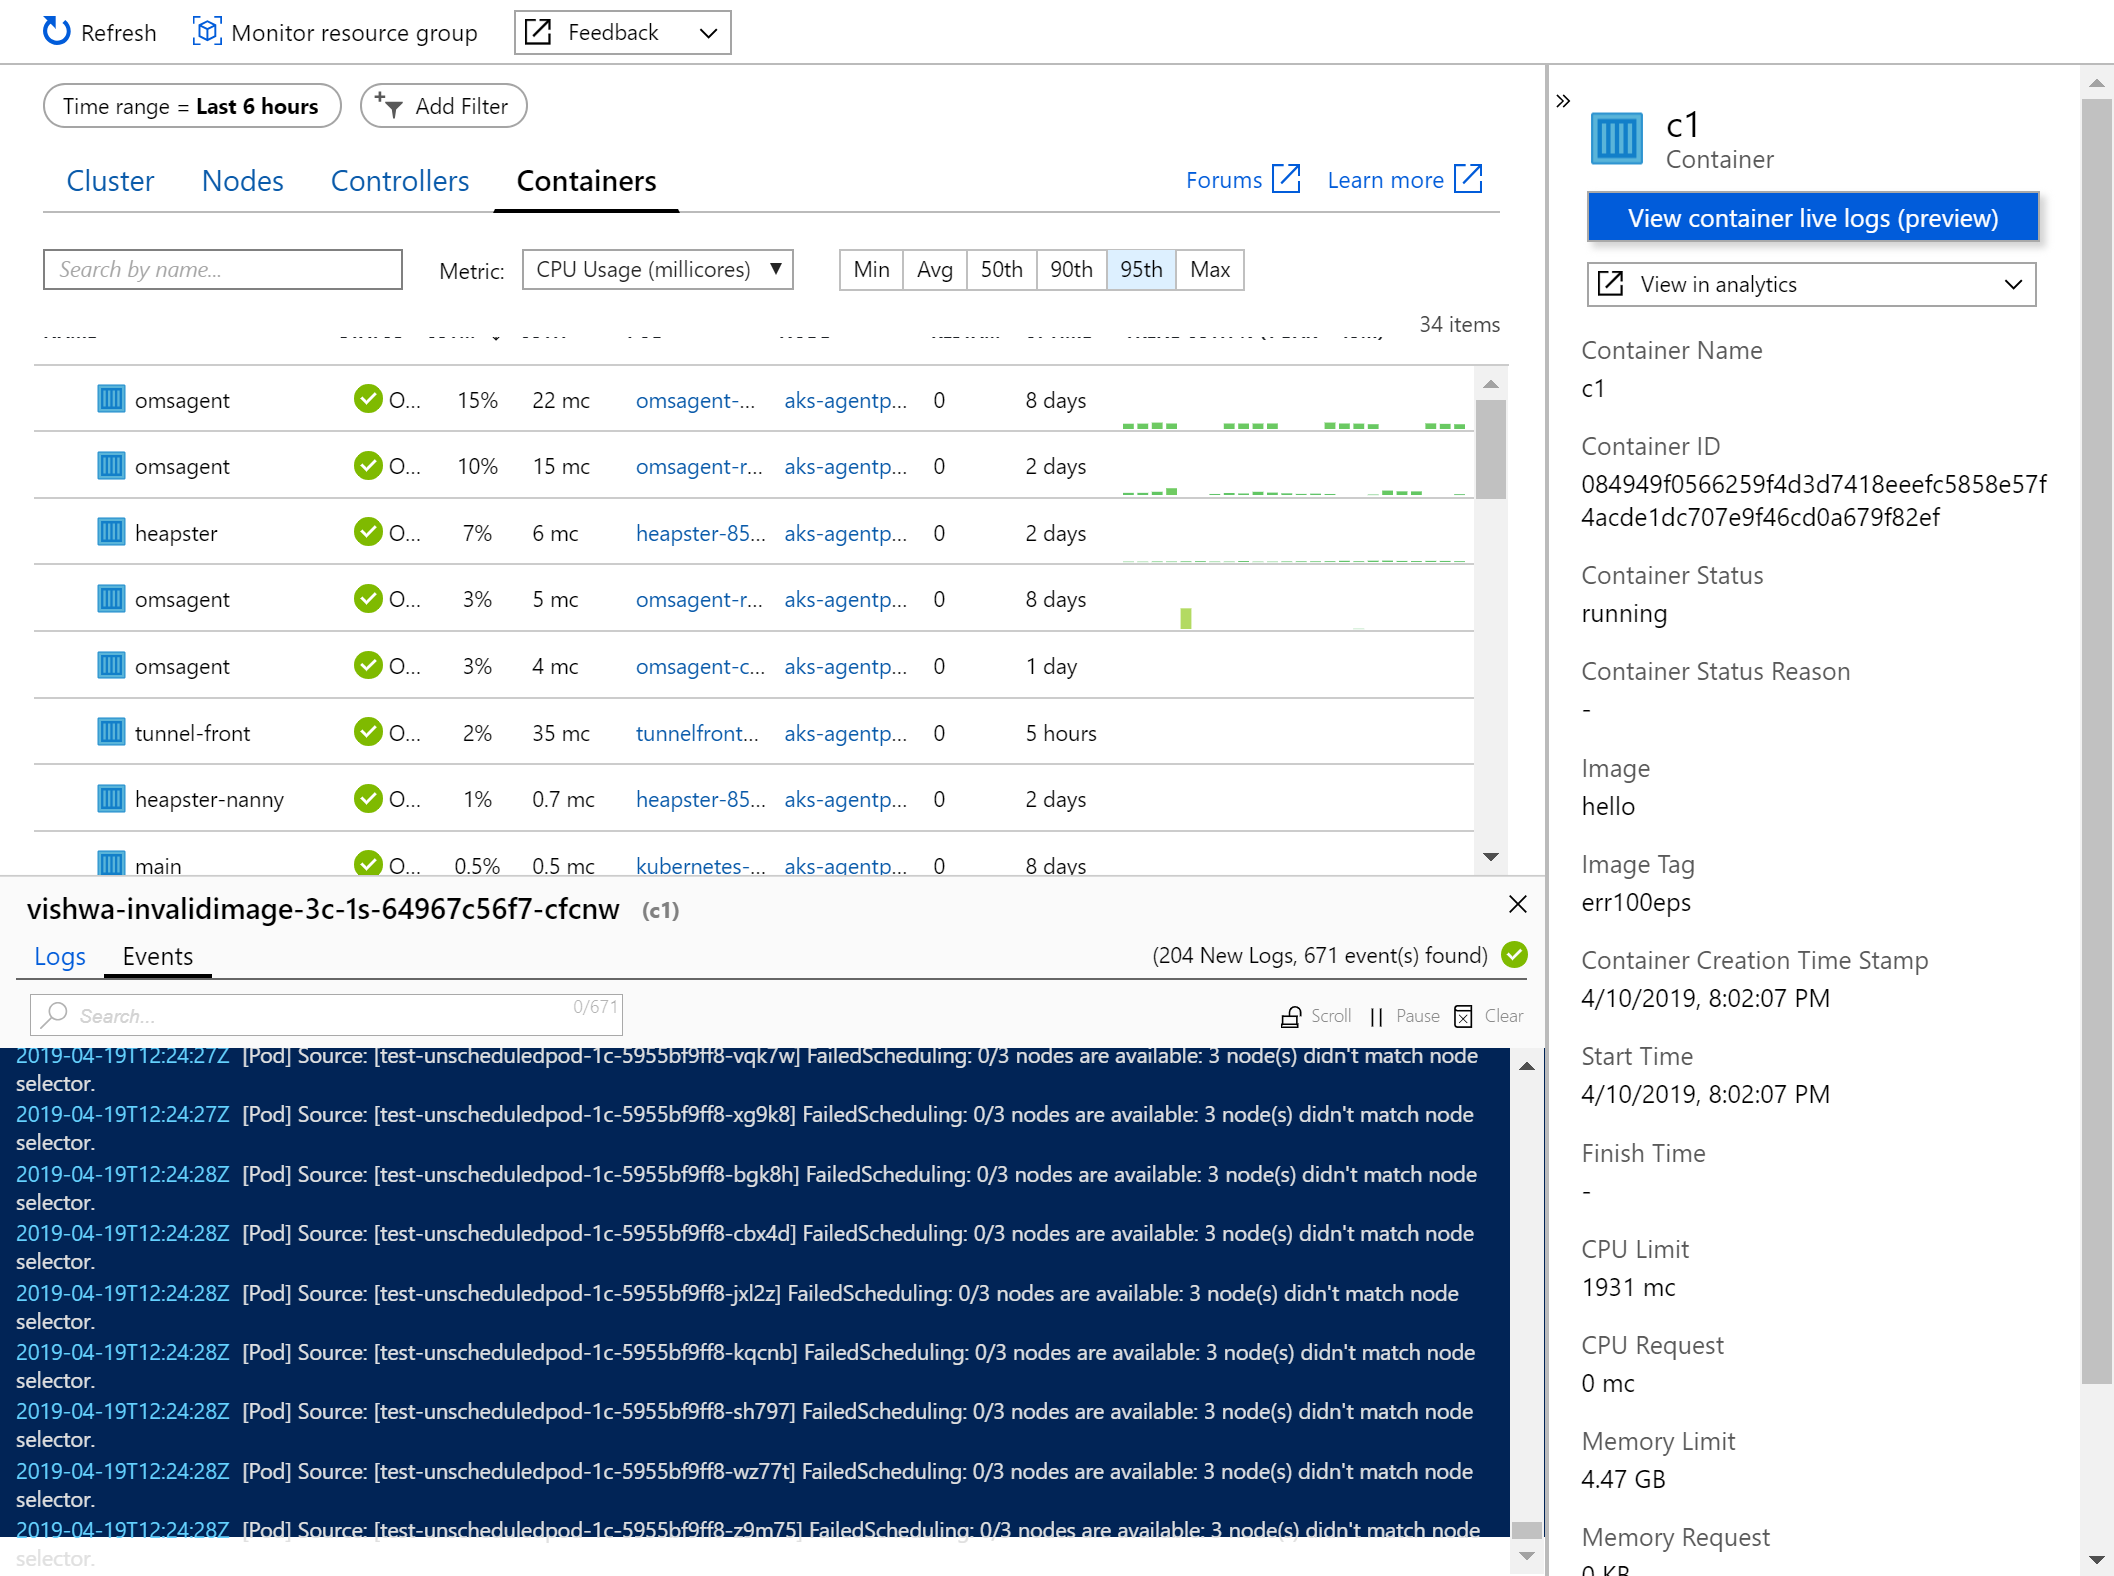 Refresh
Monitor resource group
Feedback
Time range = Last 6 hours
Add Filter
Cluster
Nodes
Controllers
Containers
Forums
Learn more
Search by name...
Metric:
CPU Usage (millicores)
Min
Avg
50th
90th
95th
Max
34 items
omsagent O... 15% 22 mc omsagent-... aks-agentp... 0 8 days
omsagent O... 10% 15 mc omsagent-r... aks-agentp... 0 2 days
heapster O... 7% 6 mc heapster-85... aks-agentp... 0 2 days
omsagent O... 3% 5 mc omsagent-r... aks-agentp... 0 8 days
omsagent O... 3% 4 mc omsagent-c... aks-agentp... 0 1 day
tunnel-front O... 2% 35 mc tunnelfront... aks-agentp... 0 5 hours
heapster-nanny O... 1% 0.7 mc heapster-85... aks-agentp... 0 2 days
main O... 0.5% 0.5 mc kubernetes-... aks-agentp... 0 8 days
vishwa-invalidimage-3c-1s-64967c56f7-cfcnw (c1)
Logs
Events
(204 New Logs, 671 event(s) found)
Search...
0/671
Scroll
Pause
Clear
2019-04-19T12:24:27Z [Pod] Source: [test-unscheduledpod-1c-5955bf9ff8-vqk7w] FailedScheduling: 0/3 nodes are available: 3 node(s) didn't match node
selector.
2019-04-19T12:24:27Z [Pod] Source: [test-unscheduledpod-1c-5955bf9ff8-xg9k8] FailedScheduling: 0/3 nodes are available: 3 node(s) didn't match node
selector.
2019-04-19T12:24:28Z [Pod] Source: [test-unscheduledpod-1c-5955bf9ff8-bgk8h] FailedScheduling: 0/3 nodes are available: 3 node(s) didn't match node
selector.
2019-04-19T12:24:28Z [Pod] Source: [test-unscheduledpod-1c-5955bf9ff8-cbx4d] FailedScheduling: 0/3 nodes are available: 3 node(s) didn't match node
selector.
2019-04-19T12:24:28Z [Pod] Source: [test-unscheduledpod-1c-5955bf9ff8-jxl2z] FailedScheduling: 0/3 nodes are available: 3 node(s) didn't match node
selector.
2019-04-19T12:24:28Z [Pod] Source: [test-unscheduledpod-1c-5955bf9ff8-kqcnb] FailedScheduling: 0/3 nodes are available: 3 node(s) didn't match node
selector.
2019-04-19T12:24:28Z [Pod] Source: [test-unscheduledpod-1c-5955bf9ff8-sh797] FailedScheduling: 0/3 nodes are available: 3 node(s) didn't match node
selector.
2019-04-19T12:24:28Z [Pod] Source: [test-unscheduledpod-1c-5955bf9ff8-wz77t] FailedScheduling: 0/3 nodes are available: 3 node(s) didn't match node
selector.
2019-04-19T12:24:28Z [Pod] Source: [test-unscheduledpod-1c-5955bf9ff8-z9m75] FailedScheduling: 0/3 nodes are available: 3 node(s) didn't match node
selector.
c1
Container
View container live logs (preview)
View in analytics
Container Name
c1
Container ID
084949f0566259f4d3d7418eeefc5858e57f
4acde1dc707e9f46cd0a679f82ef
Container Status
running
Container Status Reason
-
Image
hello
Image Tag
err100eps
Container Creation Time Stamp
4/10/2019, 8:02:07 PM
Start Time
4/10/2019, 8:02:07 PM
Finish Time
-
CPU Limit
1931 mc
CPU Request
0 mc
Memory Limit
4.47 GB
Memory Request
0 KB